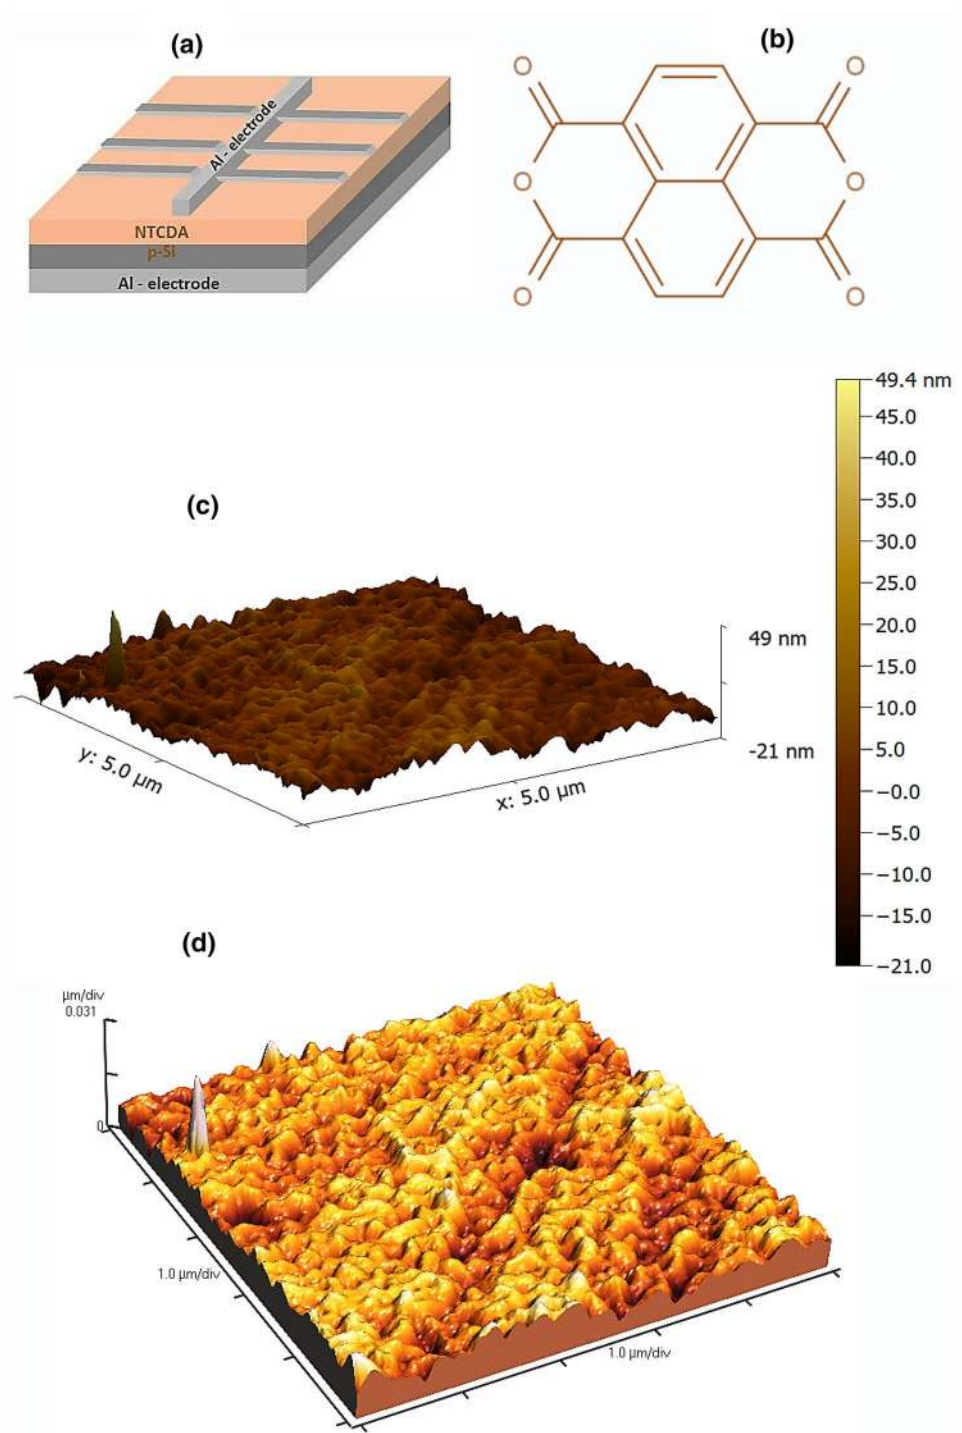 (a)
Al - electrode
NTCDA
p-Si
Al - electrode
(b)
O
O
O
O
O
O
(c)
49.4 nm
45.0
40.0
35.0
30.0
25.0
20.0
15.0
10.0
5.0
−0.0
−5.0
−10.0
−15.0
−21.0
49 nm
-21 nm
y: 5.0 µm
x: 5.0 µm
(d)
µm/div
0.031
0
1.0 µm/div
1.0 µm/div